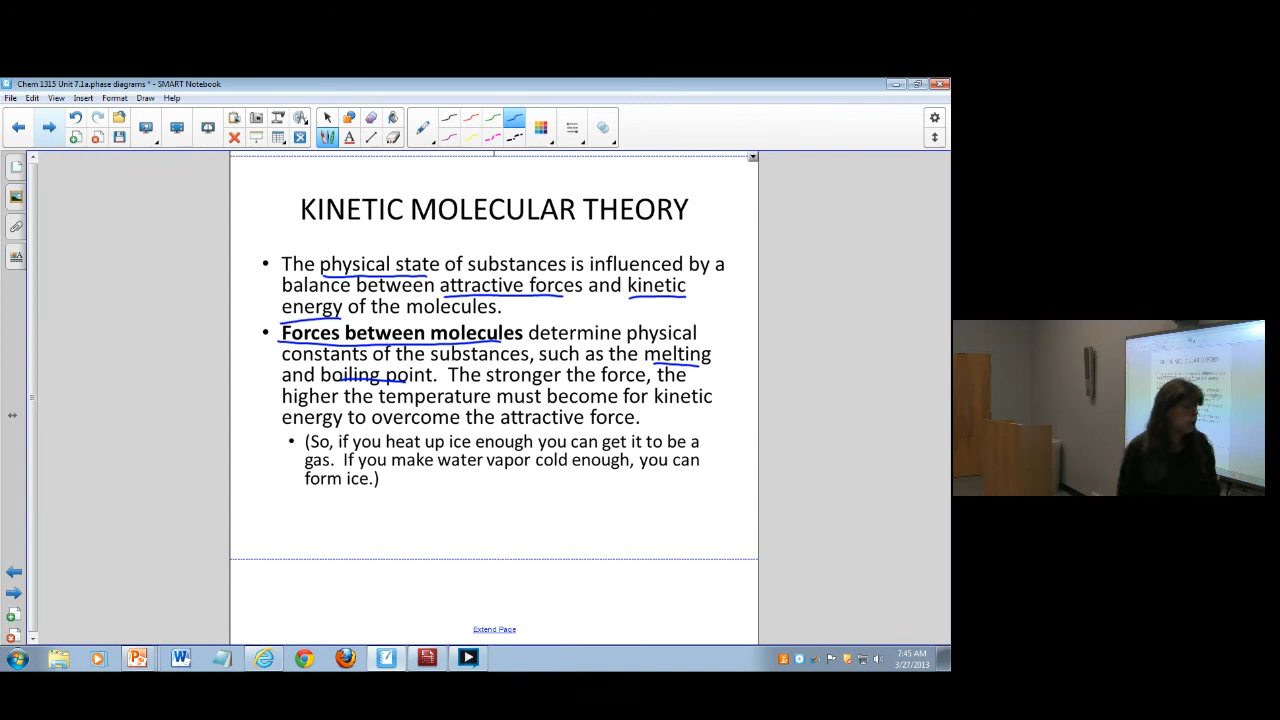 Chem 1315 Unit 7.1a.phase diagrams * - SMART Notebook
File Edit View Insert Format Draw Help
KINETIC MOLECULAR THEORY
• The physical state of substances is influenced by a
balance between attractive forces and kinetic
energy of the molecules.
• Forces between molecules determine physical
constants of the substances, such as the melting
and boiling point. The stronger the force, the
higher the temperature must become for kinetic
energy to overcome the attractive force.
• (So, if you heat up ice enough you can get it to be a
gas. If you make water vapor cold enough, you can
form ice.)
Extend Page
7:45 AM
3/27/2013
KINETIC MOLECULAR THEORY